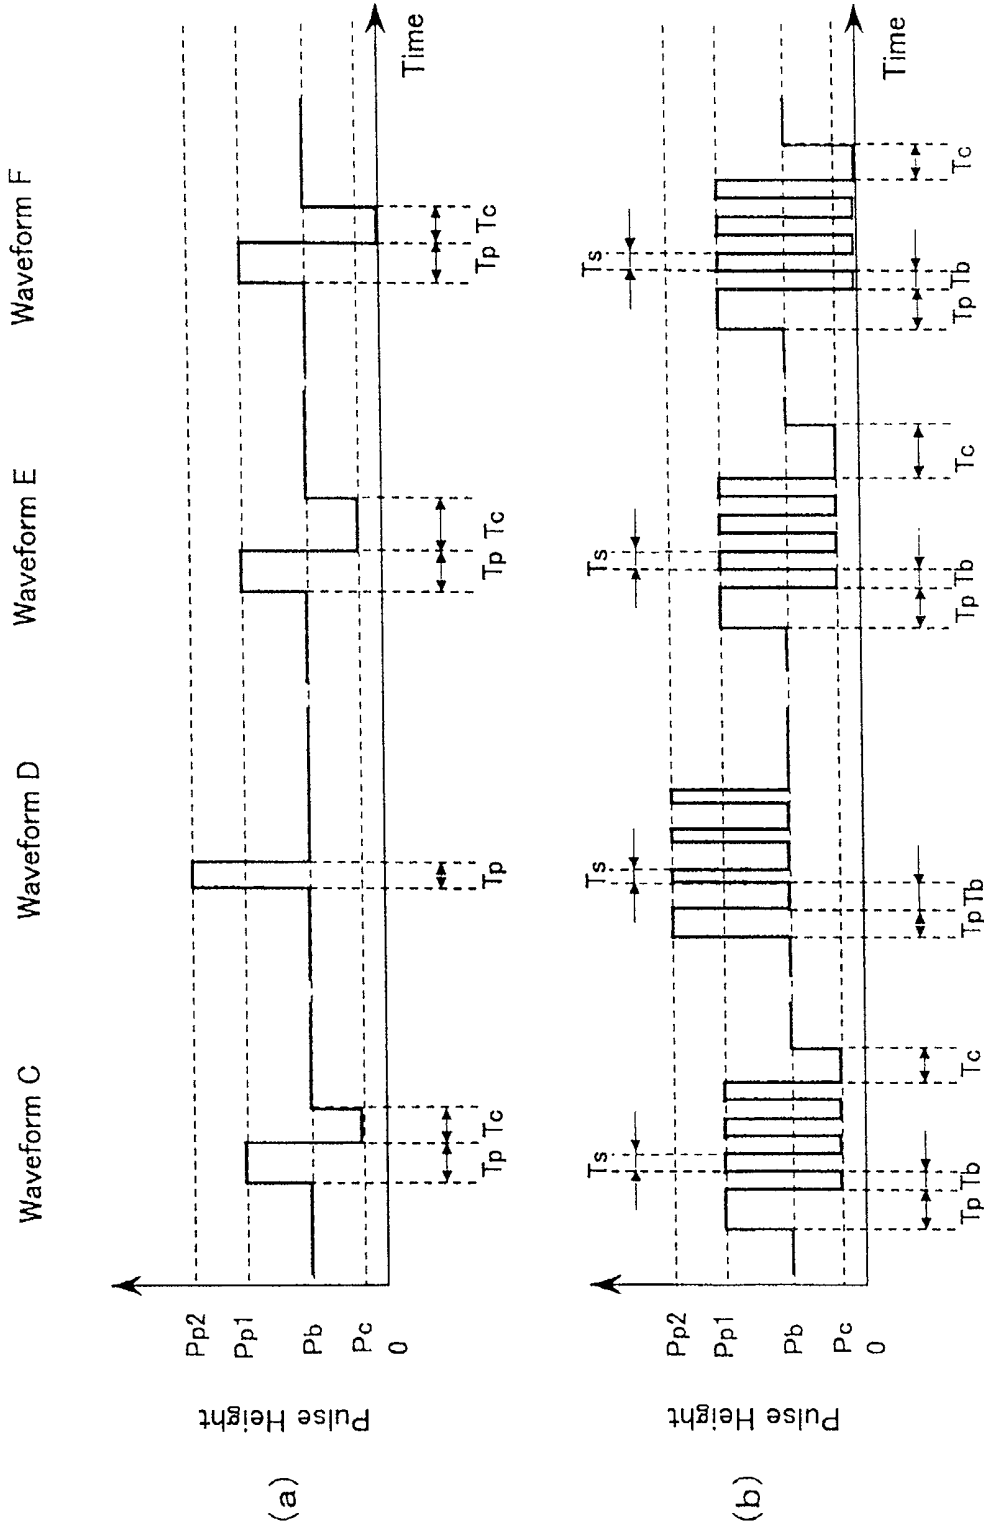 Waveform C
Waveform D
Waveform E
Waveform F
(a)
Pulse Height
Pp2
Pp1
Pb
Pc
0
Tp Tc
Tp
Tp Tc
Tp Tc
Time
(b)
Pulse Height
Pp2
Pp1
Pb
Pc
0
Ts
Ts
Ts
Ts
Tp Tb
Tc
Tp Tb
Tp Tb
Tc
Tp Tb
Tc
Time